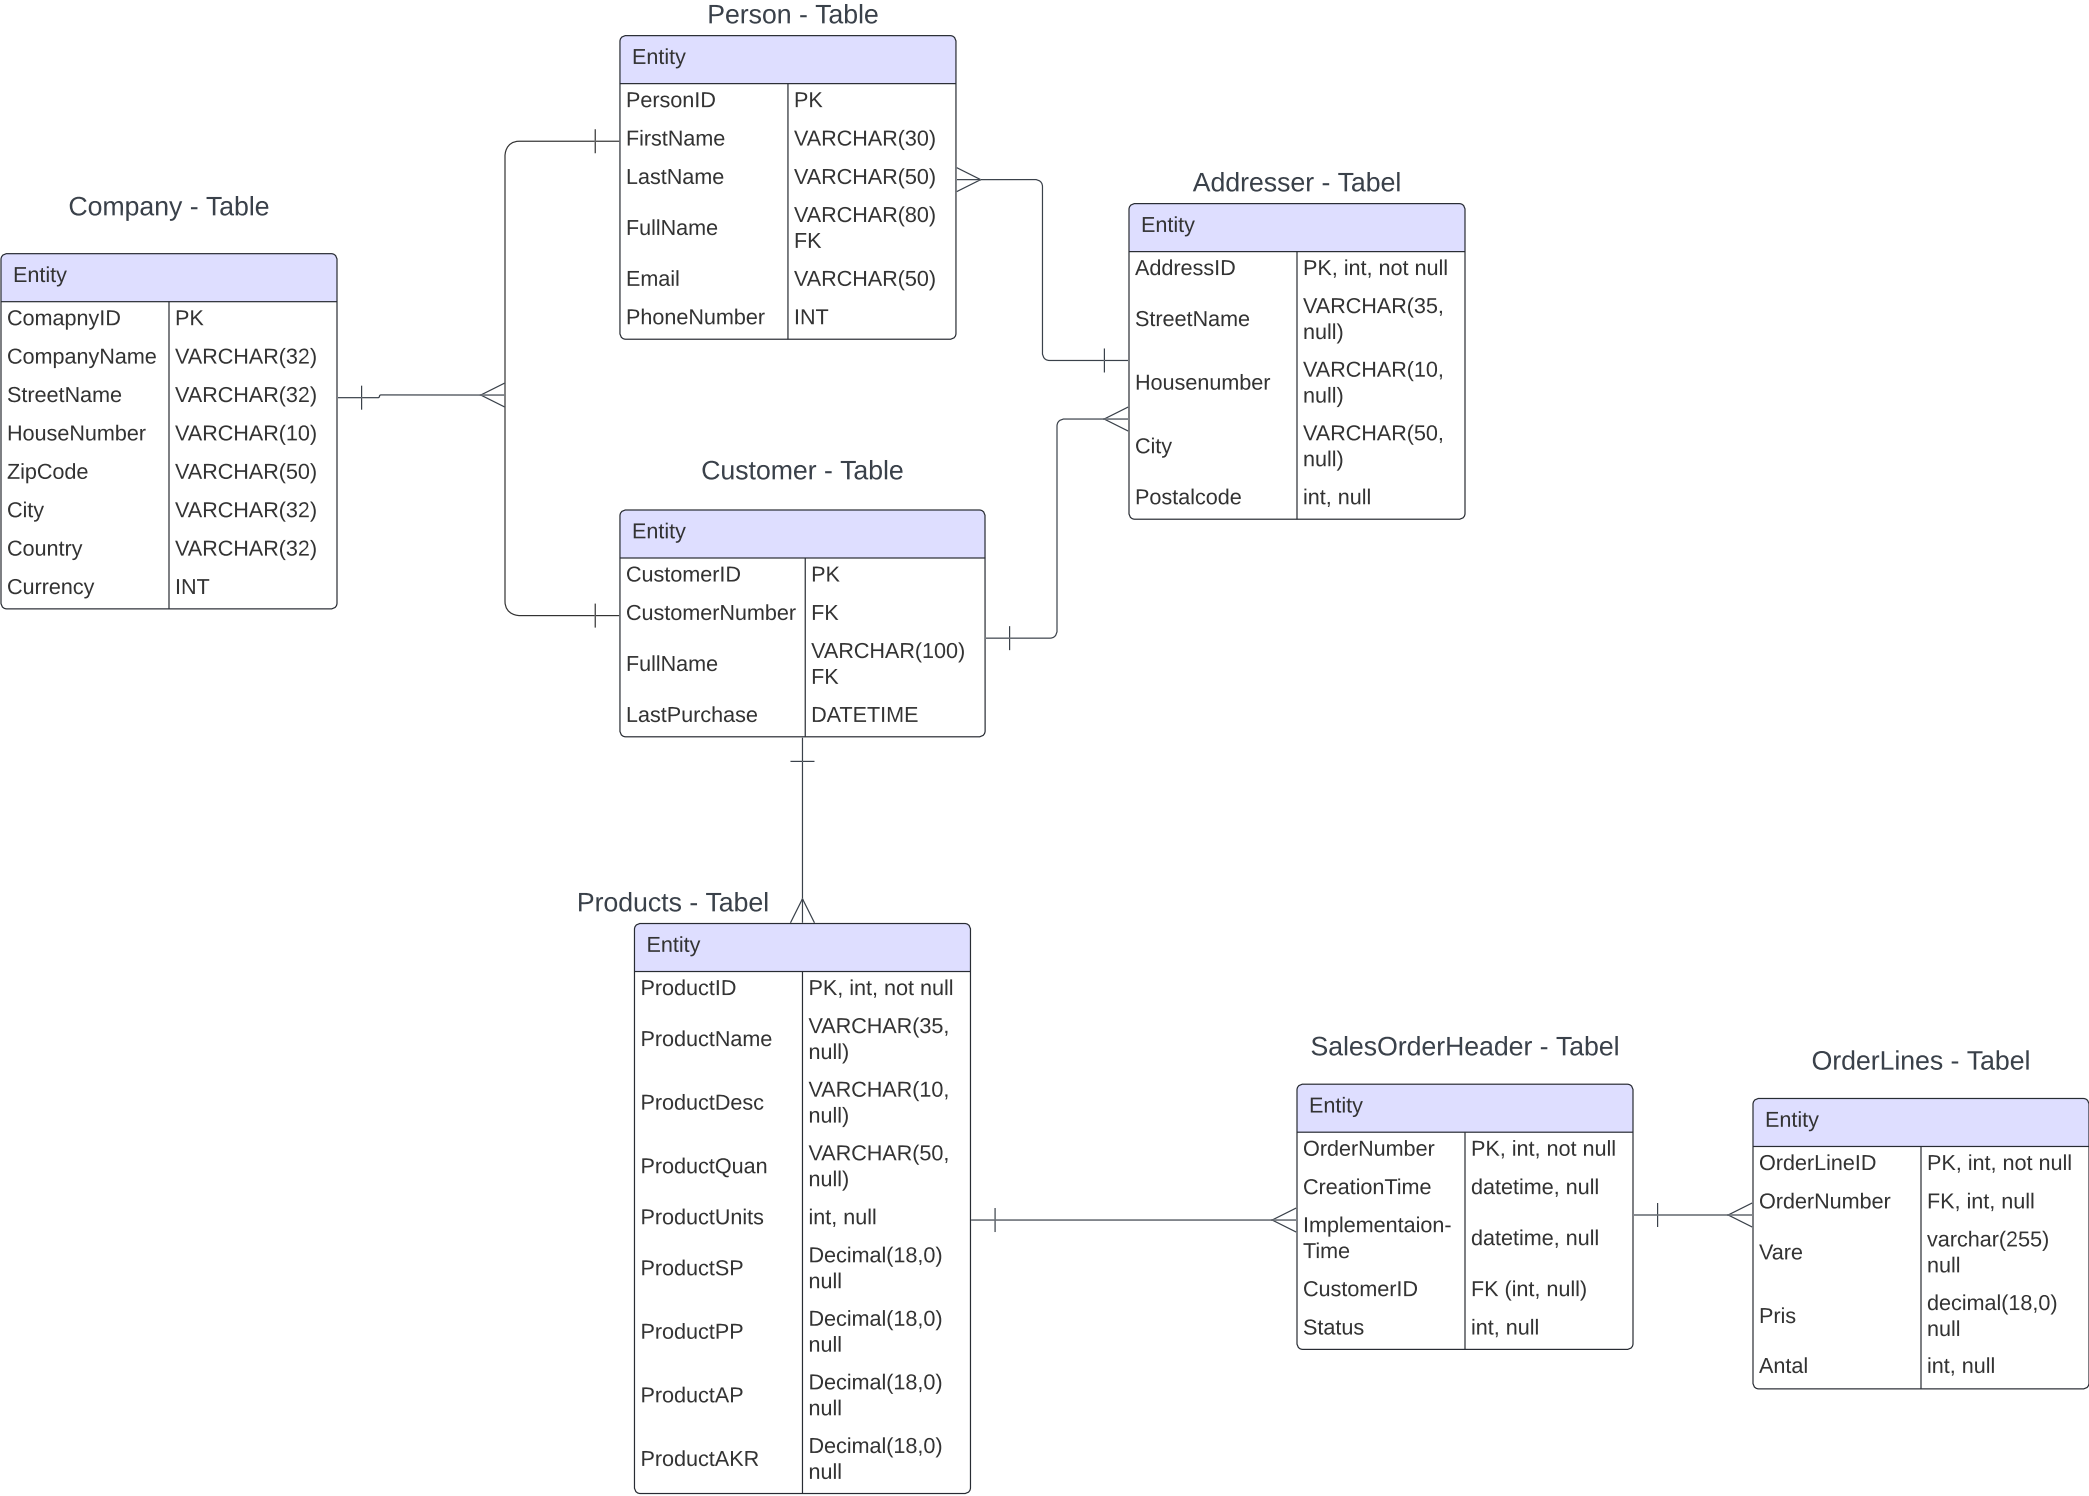 Person - Table
Entity
PersonID PK
FirstName VARCHAR(30)
LastName VARCHAR(50)
FullName VARCHAR(80)
FK
Email VARCHAR(50)
PhoneNumber INT
Company - Table
Entity
ComapnyID PK
CompanyName VARCHAR(32)
StreetName VARCHAR(32)
HouseNumber VARCHAR(10)
ZipCode VARCHAR(50)
City VARCHAR(32)
Country VARCHAR(32)
Currency INT
Addresser - Tabel
Entity
AddressID PK, int, not null
StreetName VARCHAR(35,
null)
Housenumber VARCHAR(10,
null)
City VARCHAR(50,
null)
Postalcode int, null
Customer - Table
Entity
CustomerID PK
CustomerNumber FK
FullName VARCHAR(100)
FK
LastPurchase DATETIME
Products - Tabel
Entity
ProductID PK, int, not null
ProductName VARCHAR(35,
null)
ProductDesc VARCHAR(10,
null)
ProductQuan VARCHAR(50,
null)
ProductUnits int, null
ProductSP Decimal(18,0)
null
ProductPP Decimal(18,0)
null
ProductAP Decimal(18,0)
null
ProductAKR Decimal(18,0)
null
SalesOrderHeader - Tabel
Entity
OrderNumber PK, int, not null
CreationTime datetime, null
Implementaion-
Time datetime, null
CustomerID FK (int, null)
Status int, null
OrderLines - Tabel
Entity
OrderLineID PK, int, not null
OrderNumber FK, int, null
Vare varchar(255)
null
Pris decimal(18,0)
null
Antal int, null